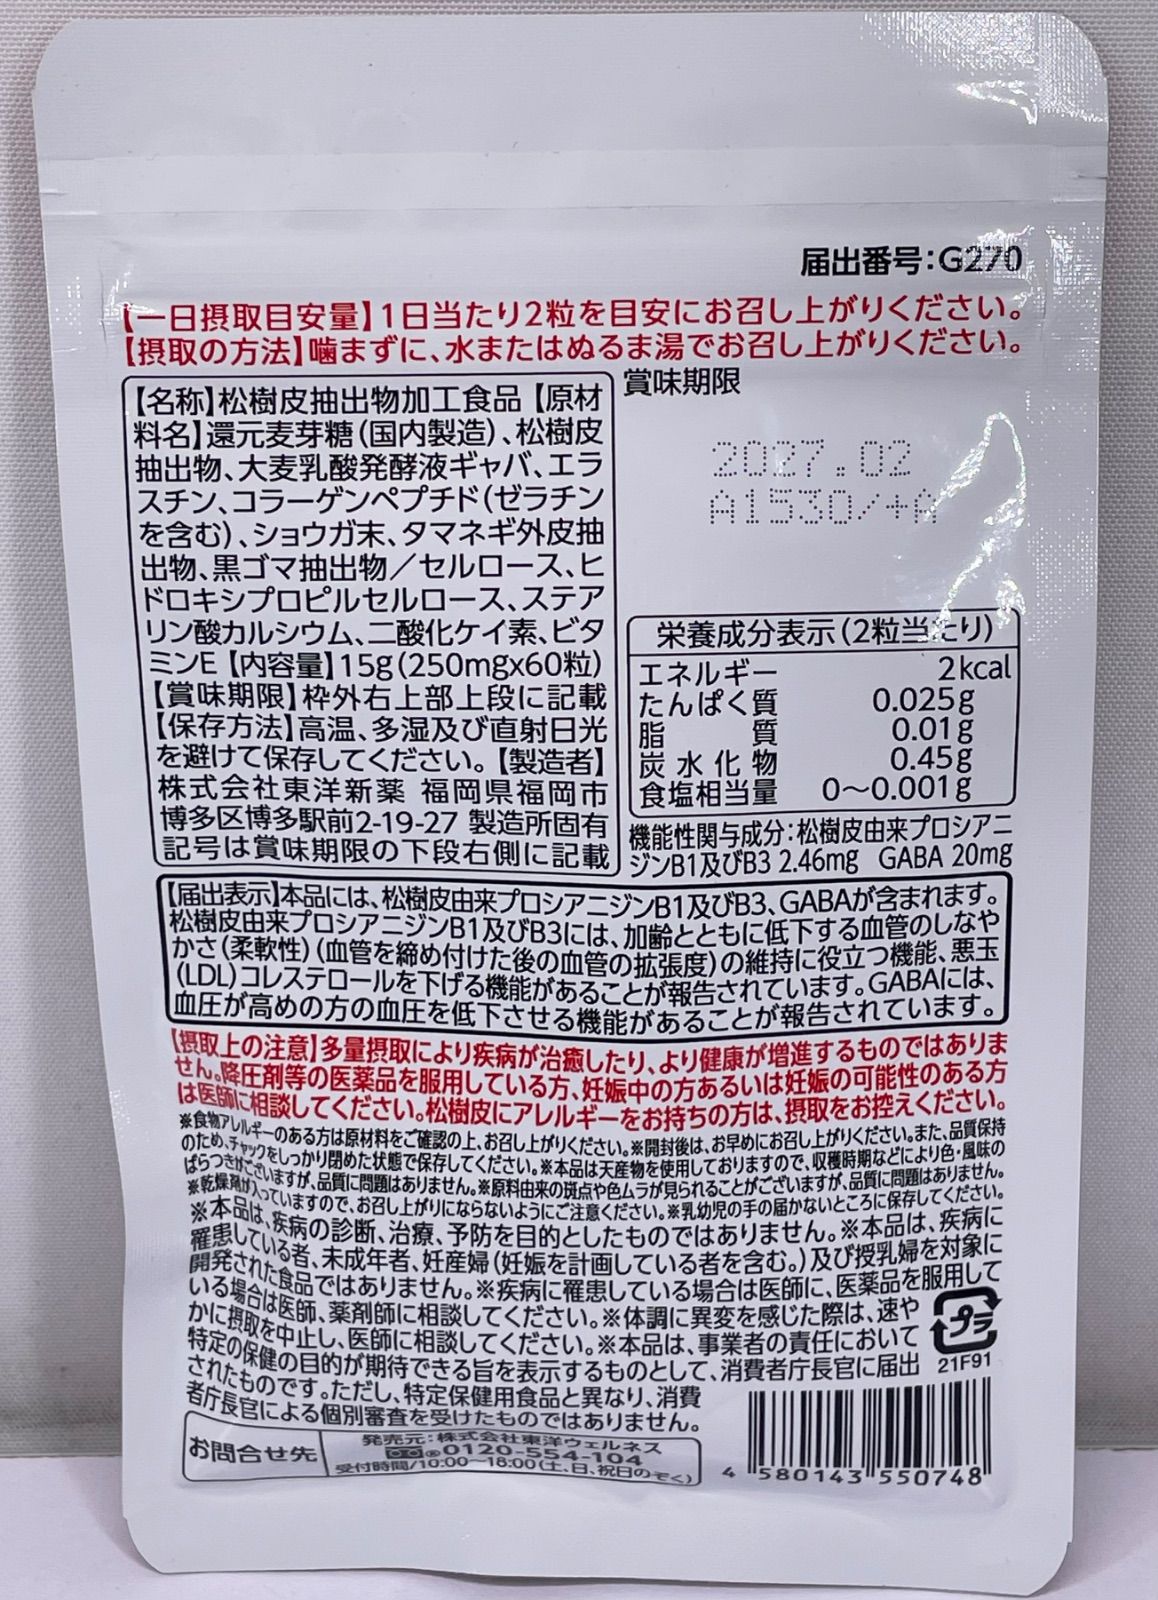 届出番号:G270
【一日摂取目安量】1日当たり2粒を目安にお召し上がりください。
【摂取の方法】噛まずに、水またはぬるま湯でお召し上がりください。
【名称】松樹皮抽出物加工食品【原材
料名】還元麦芽糖(国内製造)、松樹皮
抽出物、大麦乳酸発酵液ギャバ、エラ
スチン、コラーゲンペプチド(ゼラチン
を含む)、ショウガ末、タマネギ外皮抽
出物、黒ゴマ抽出物/セルロース、ヒ
ドロキシプロピルセルロース、ステア
リン酸カルシウム、二酸化ケイ素、ビタ
ミンE【内容量】15g(250mgx60粒)
【賞味期限】枠外右上部上段に記載
【保存方法】高温、多湿及び直射日光
を避けて保存してください。【製造者】
株式会社東洋新薬 福岡県福岡市
博多区博多駅前2-19-27 製造所固有
記号は賞味期限の下段右側に記載
賞味期限
2027.02
A1530/+A
栄養成分表示(2粒当たり)
エネルギー 2kcal
たんぱく質 0.025g
脂質 0.01g
炭水化物 0.45g
食塩相当量 0〜0.001g
機能性関与成分:松樹皮由来プロシアニ
ジンB1及びB3 2.46mg GABA 20mg
【届出表示】本品には、松樹皮由来プロシアニジンB1及びB3、GABAが含まれます。
松樹皮由来プロシアニジンB1及びB3には、加齢とともに低下する血管のしなや
かさ(柔軟性)(血管を締め付けた後の血管の拡張度)の維持に役立つ機能、悪玉
(LDL)コレステロールを下げる機能があることが報告されています。GABAには、
血圧が高めの方の血圧を低下させる機能があることが報告されています。
【摂取上の注意】多量摂取により疾病が治癒したり、より健康が増進するものではありま
せん。降圧剤等の医薬品を服用している方、妊娠中の方あるいは妊娠の可能性のある方
は医師に相談してください。松樹皮にアレルギーをお持ちの方は、摂取をお控えください。
※食物アレルギーのある方は原材料をご確認の上、お召し上がりください。※開封後は、お早めにお召し上がりください。また、品質保持
のため、チャックをしっかり閉めた状態で保存してください。※本品は天産物を使用しておりますので、収穫時期などにより色・風味の
ばらつきがございますが、品質に問題はありません。※原料由来の斑点や色ムラが見られることがございますが、品質に問題はありません。
※乾燥剤が入っていますので、お召し上がりにならないようにご注意ください。※乳幼児の手の届かないところに保存してください。
※本品は、疾病の診断、治療、予防を目的としたものではありません。※本品は、疾病に
罹患している者、未成年者、妊産婦(妊娠を計画している者を含む。)及び授乳婦を対象に
開発された食品ではありません。※疾病に罹患している場合は医師に、医薬品を服用して
いる場合は医師、薬剤師に相談してください。※体調に異変を感じた際は、速や
かに摂取を中止し、医師に相談してください。※本品は、事業者の責任において
特定の保健の目的が期待できる旨を表示するものとして、消費者庁長官に届出
されたものです。ただし、特定保健用食品と異なり、消費
者庁長官による個別審査を受けたものではありません。
プラ
21F91
お問合せ先
発売元:株式会社東洋ウェルネス
®0120-554-104
受付時間/10:00〜18:00(土、日、祝日のぞく)
4 580143 550748